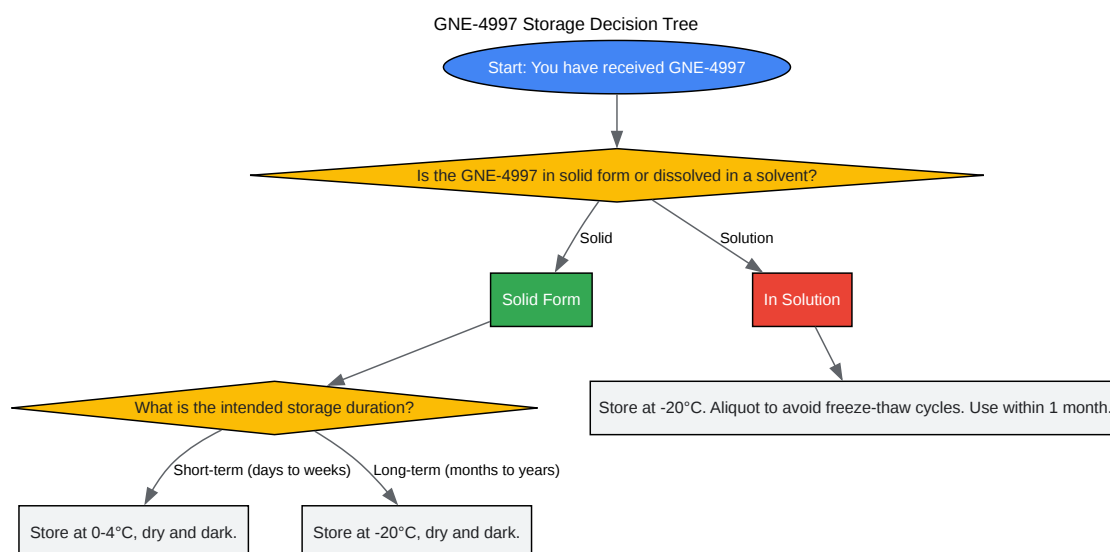 GNE-4997 Storage Decision Tree
Start: You have received GNE-4997
Is the GNE-4997 in solid form or dissolved in a solvent?
Solid
Solution
Solid Form
In Solution
What is the intended storage duration?
Store at -20°C. Aliquot to avoid freeze-thaw cycles. Use within 1 month.
Short-term (days to weeks)
Long-term (months to years)
Store at 0-4°C, dry and dark.
Store at -20°C, dry and dark.